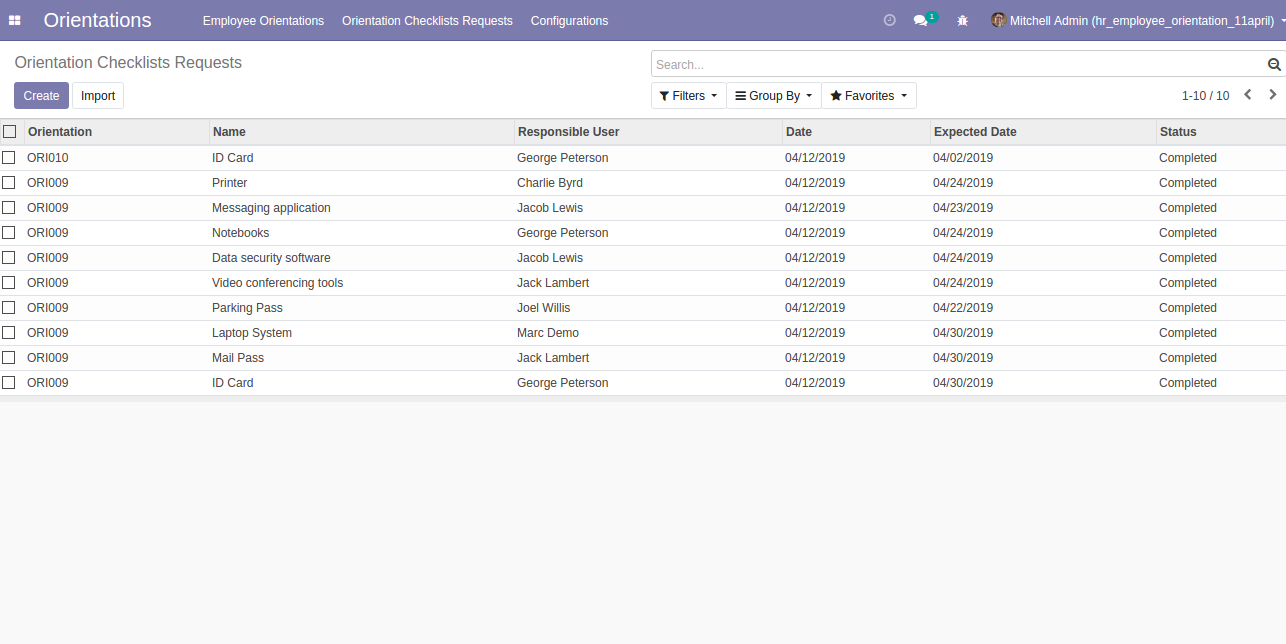 Orientations Employee Orientations Orientation Checklists Requests Configurations 1 Mitchell Admin (hr_employee_orientation_11april)
Orientation Checklists Requests Search...
Create Import Filters Group By Favorites 1-10 / 10
Orientation Name Responsible User Date Expected Date Status
ORI010 ID Card George Peterson 04/12/2019 04/02/2019 Completed
ORI009 Printer Charlie Byrd 04/12/2019 04/24/2019 Completed
ORI009 Messaging application Jacob Lewis 04/12/2019 04/23/2019 Completed
ORI009 Notebooks George Peterson 04/12/2019 04/24/2019 Completed
ORI009 Data security software Jacob Lewis 04/12/2019 04/24/2019 Completed
ORI009 Video conferencing tools Jack Lambert 04/12/2019 04/24/2019 Completed
ORI009 Parking Pass Joel Willis 04/12/2019 04/22/2019 Completed
ORI009 Laptop System Marc Demo 04/12/2019 04/30/2019 Completed
ORI009 Mail Pass Jack Lambert 04/12/2019 04/30/2019 Completed
ORI009 ID Card George Peterson 04/12/2019 04/30/2019 Completed